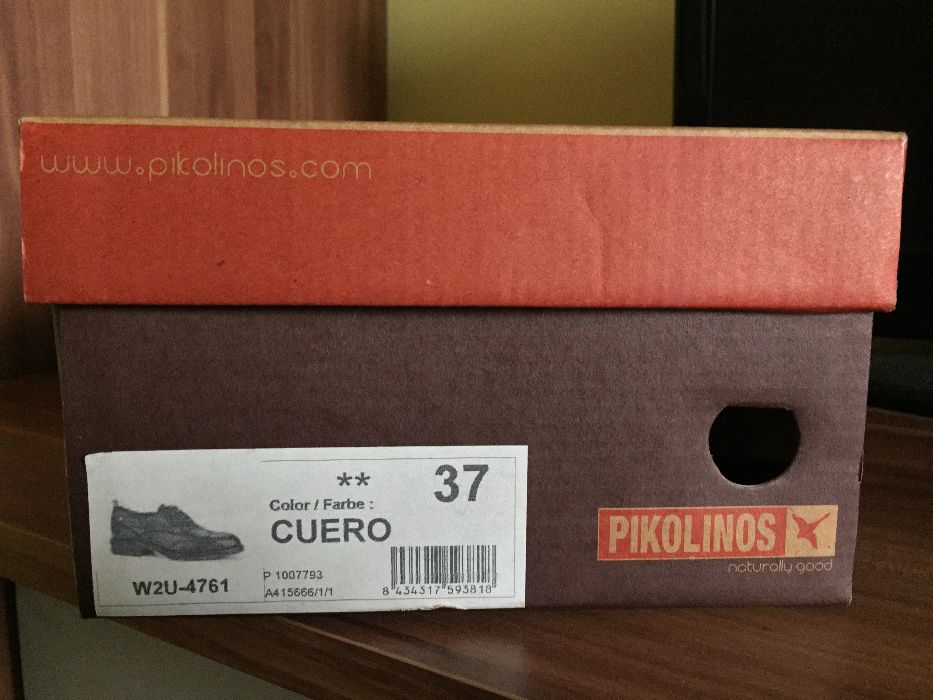 www.pikolinos.com
**
37
Color / Farbe :
CUERO
W2U-4761
P 1007793
A415666/1/1
8 434317 593818
PIKOLINOS
naturally good